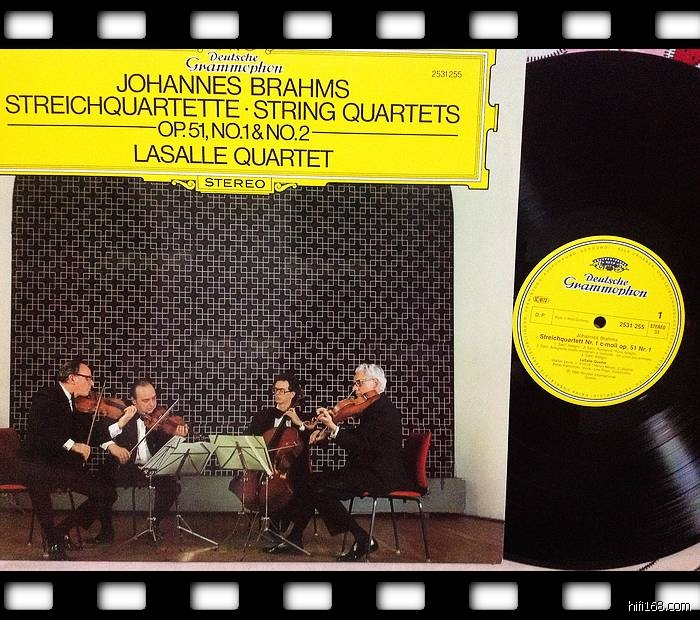 Deutsche
Grammophon
2531 255
JOHANNES BRAHMS
STREICHQUARTETTE · STRING QUARTETS
OP. 51, NO. 1 & NO. 2
LASALLE QUARTET
STEREO
Deutsche
Grammophon
1
D. P.
2531 255
STEREO
33
Johannes Brahms
Streichquartett Nr. 1 c-moll op. 51 Nr. 1
LaSalle Quartet
hifi168.com